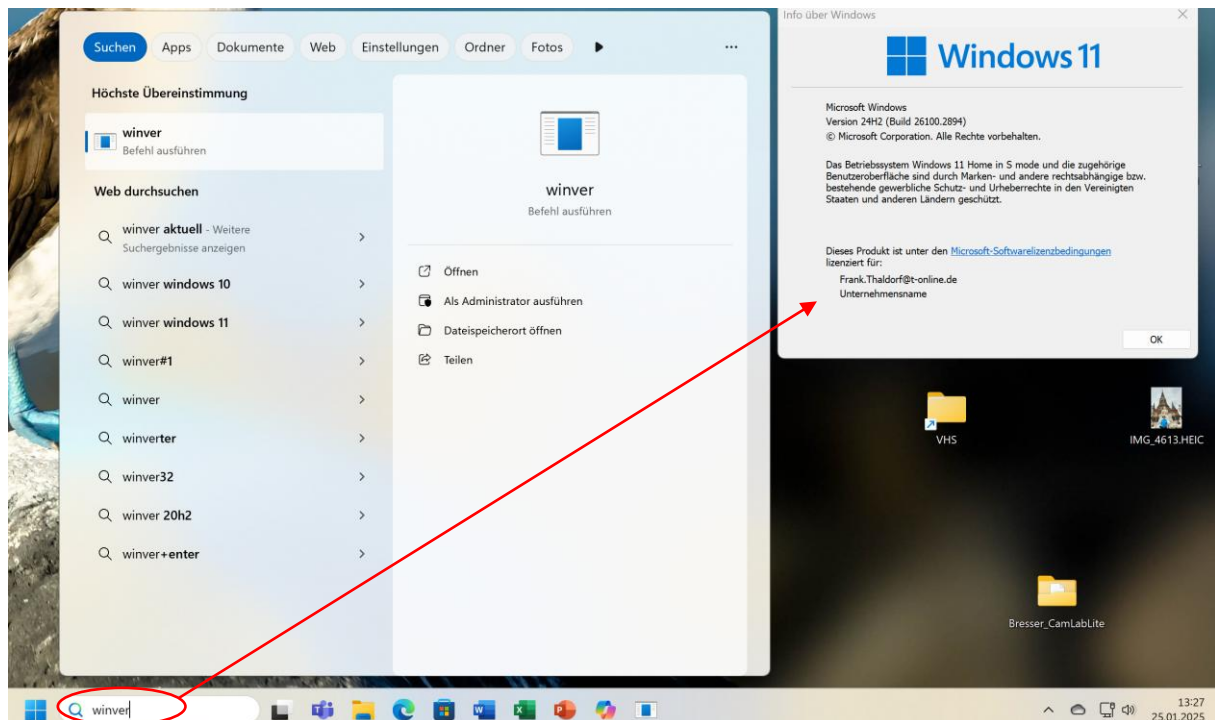 Suchen Apps Dokumente Web Einstellungen Ordner Fotos ...
Höchste Übereinstimmung
winver
Befehl ausführen
Web durchsuchen
winver aktuell - Weitere
Suchergebnisse anzeigen
winver windows 10
winver windows 11
winver#1
winver
winverter
winver32
winver 20h2
winver+enter
winver
Befehl ausführen
Öffnen
Als Administrator ausführen
Dateispeicherort öffnen
Teilen
Info über Windows
Windows 11
Microsoft Windows
Version 24H2 (Build 26100.2894)
© Microsoft Corporation. Alle Rechte vorbehalten.
Das Betriebssystem Windows 11 Home in S mode und die zugehörige
Benutzeroberfläche sind durch Marken- und andere rechtsabhängige bzw.
bestehende gewerbliche Schutz- und Urheberrechte in den Vereinigten
Staaten und anderen Ländern geschützt.
Dieses Produkt ist unter den Microsoft-Softwarelizenzbedingungen
lizenziert für:
Frank.Thaldorf@t-online.de
Unternehmensname
OK
VHS
IMG_4613.HEIC
Bresser_CamLabLite
winver
13:27
25.01.2025